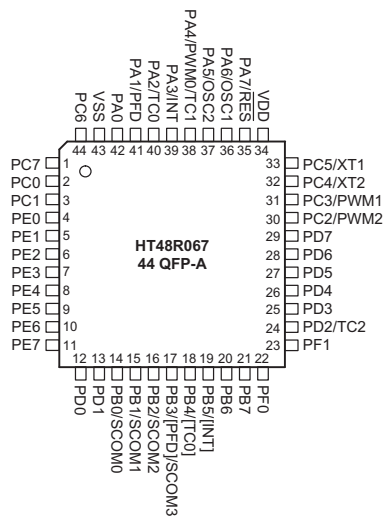 PC6
VSS
PA0
PA1/PFD
PA2/TC0
PA3/INT
PA4/PWM0/TC1
PA5/OSC2
PA6/OSC1
PA7/RES
VDD
44 43 42 41 40 39 38 37 36 35 34
PC7 1
PC0 2
PC1 3
PE0 4
PE1 5
PE2 6
PE3 7
PE4 8
PE5 9
PE6 10
PE7 11
HT48R067
44 QFP-A
33 PC5/XT1
32 PC4/XT2
31 PC3/PWM1
30 PC2/PWM2
29 PD7
28 PD6
27 PD5
26 PD4
25 PD3
24 PD2/TC2
23 PF1
12 13 14 15 16 17 18 19 20 21 22
PD0
PD1
PB0/SCOM0
PB1/SCOM1
PB2/SCOM2
PB3/[PFD]/SCOM3
PB4/[TC0]
PB5/[INT]
PB6
PB7
PF0